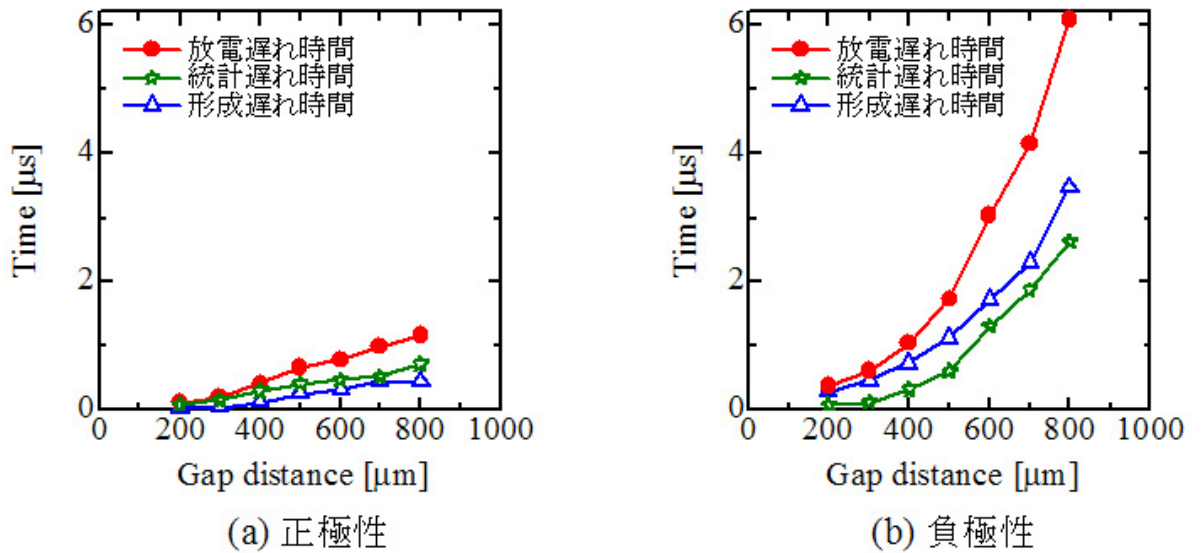 6
4
2
0
Time [μs]
放電遅れ時間
統計遅れ時間
形成遅れ時間
0 200 400 600 800 1000
Gap distance [μm]
(a) 正極性
6
4
2
0
Time [μs]
放電遅れ時間
統計遅れ時間
形成遅れ時間
0 200 400 600 800 1000
Gap distance [μm]
(b) 負極性